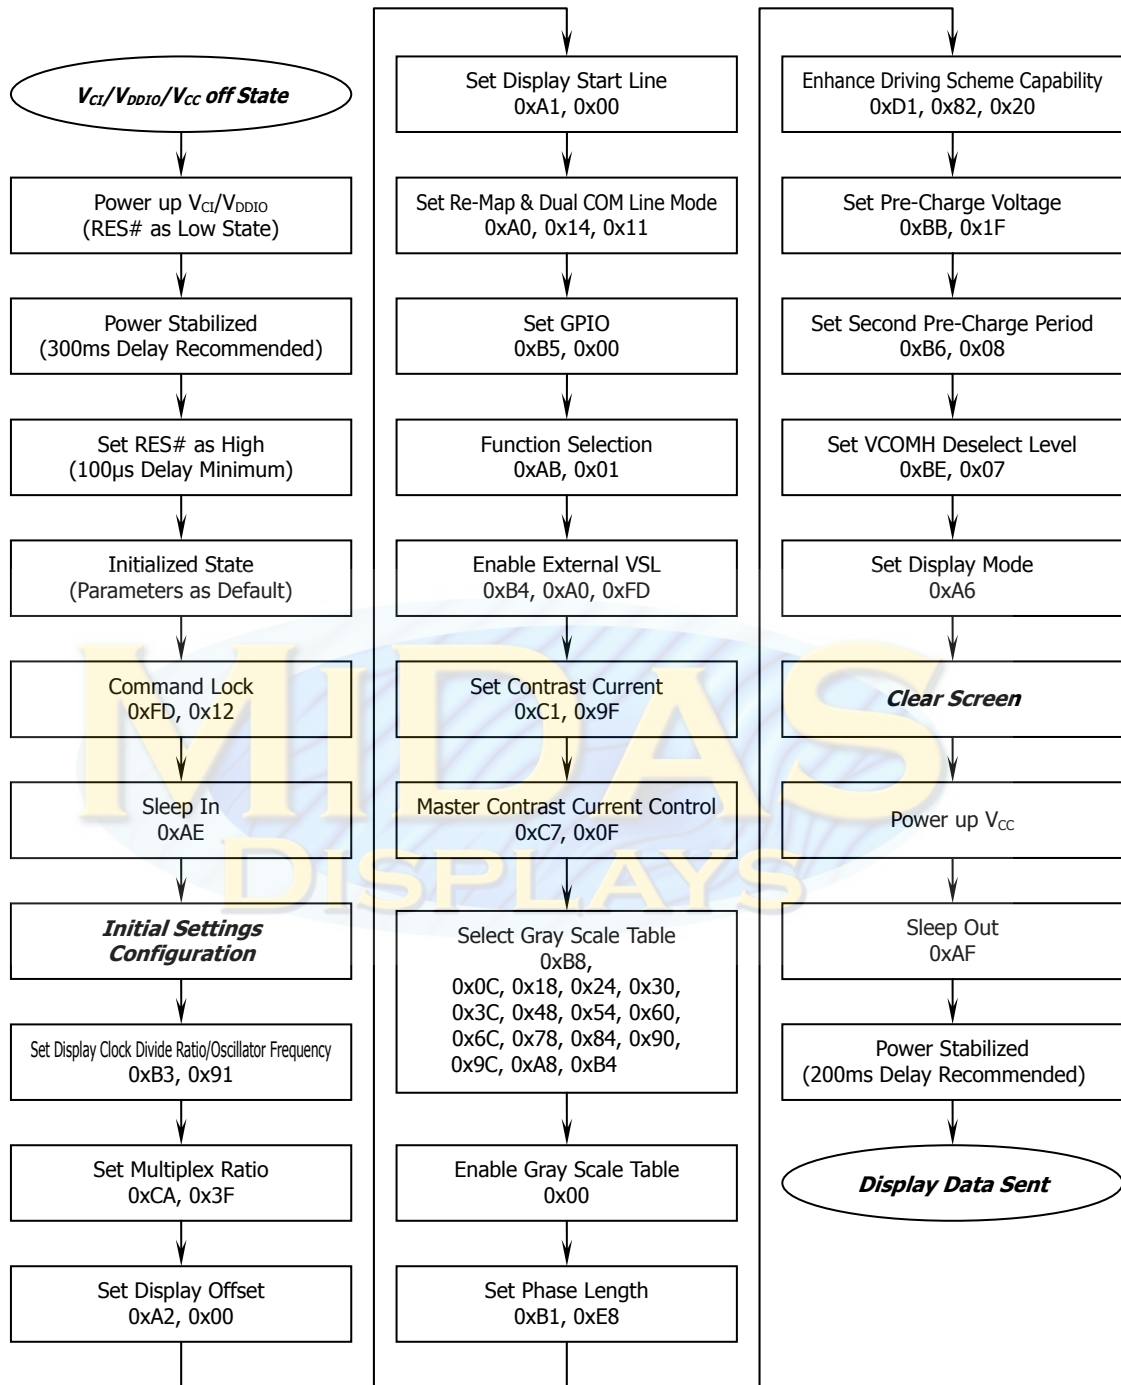 VCI/VDDIO/VCC off State
Power up VCI/VDDIO
(RES# as Low State)
Power Stabilized
(300ms Delay Recommended)
Set RES# as High
(100μs Delay Minimum)
Initialized State
(Parameters as Default)
Command Lock
0xFD, 0x12
Sleep In
0xAE
Initial Settings
Configuration
Set Display Clock Divide Ratio/Oscillator Frequency
0xB3, 0x91
Set Multiplex Ratio
0xCA, 0x3F
Set Display Offset
0xA2, 0x00
Set Display Start Line
0xA1, 0x00
Set Re-Map & Dual COM Line Mode
0xA0, 0x14, 0x11
Set GPIO
0xB5, 0x00
Function Selection
0xAB, 0x01
Enable External VSL
0xB4, 0xA0, 0xFD
Set Contrast Current
0xC1, 0x9F
Master Contrast Current Control
0xC7, 0x0F
Select Gray Scale Table
0xB8,
0x0C, 0x18, 0x24, 0x30,
0x3C, 0x48, 0x54, 0x60,
0x6C, 0x78, 0x84, 0x90,
0x9C, 0xA8, 0xB4
Enable Gray Scale Table
0x00
Set Phase Length
0xB1, 0xE8
Enhance Driving Scheme Capability
0xD1, 0x82, 0x20
Set Pre-Charge Voltage
0xBB, 0x1F
Set Second Pre-Charge Period
0xB6, 0x08
Set VCOMH Deselect Level
0xBE, 0x07
Set Display Mode
0xA6
Clear Screen
Power up VCC
Sleep Out
0xAF
Power Stabilized
(200ms Delay Recommended)
Display Data Sent
MIDAS
DISPLAYS